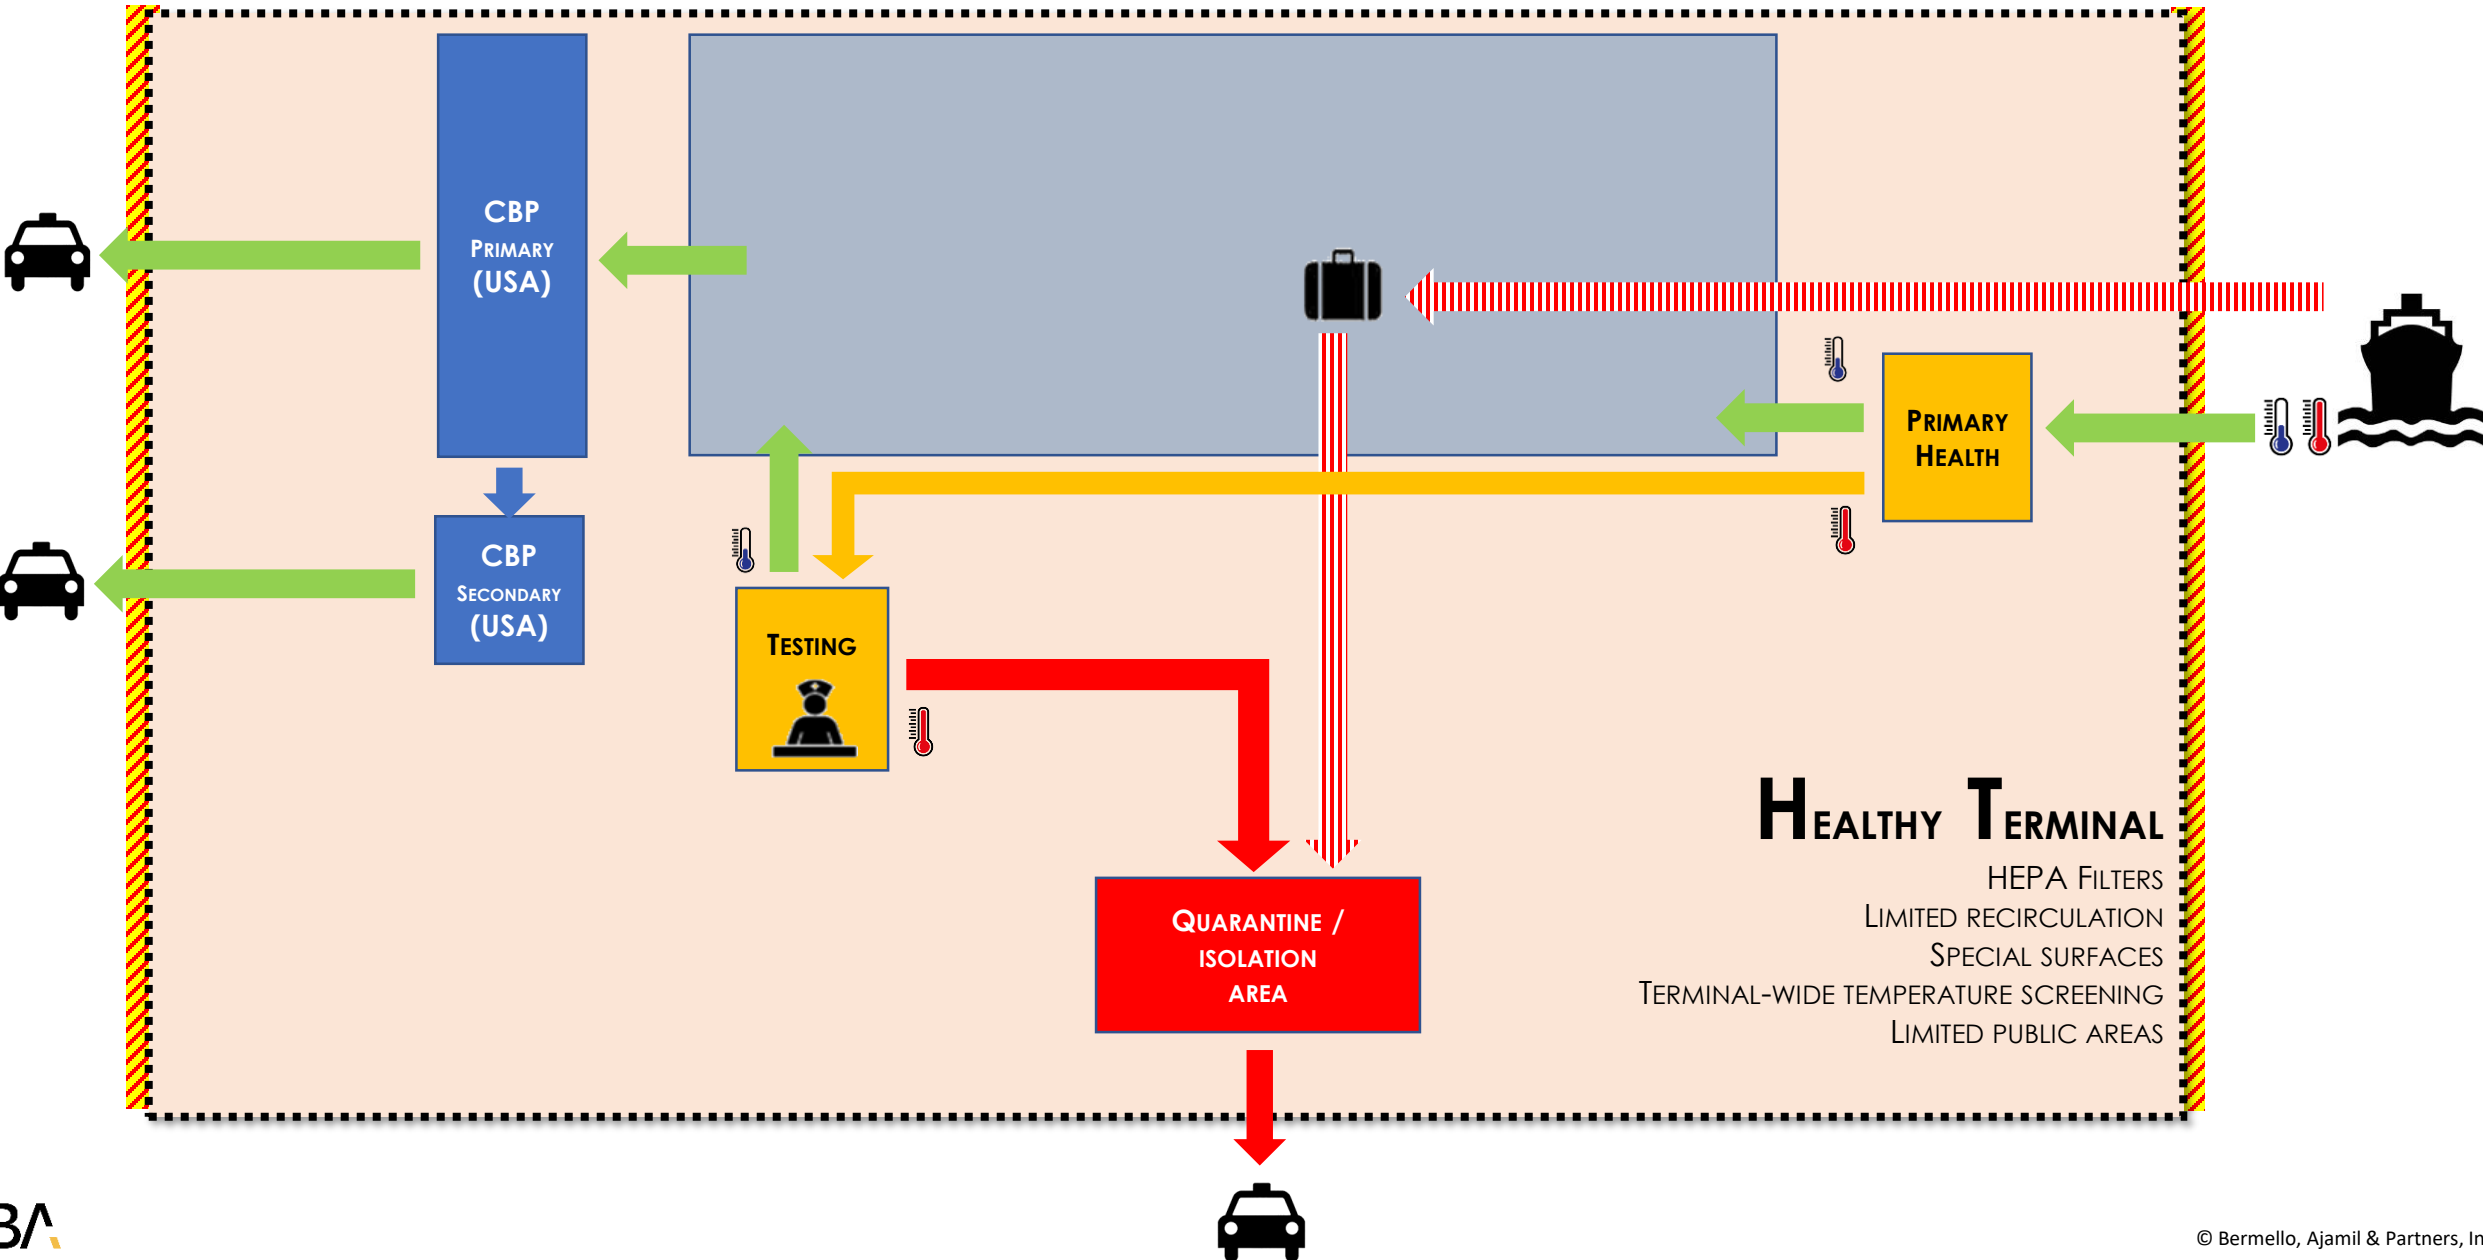 CBP
PRIMARY
(USA)
PRIMARY
HEALTH
CBP
SECONDARY
(USA)
TESTING
HEALTHY TERMINAL
HEPA FILTERS
LIMITED RECIRCULATION
SPECIAL SURFACES
TERMINAL-WIDE TEMPERATURE SCREENING
LIMITED PUBLIC AREAS
QUARANTINE /
ISOLATION
AREA
BA
© Bermello, Ajamil & Partners, In